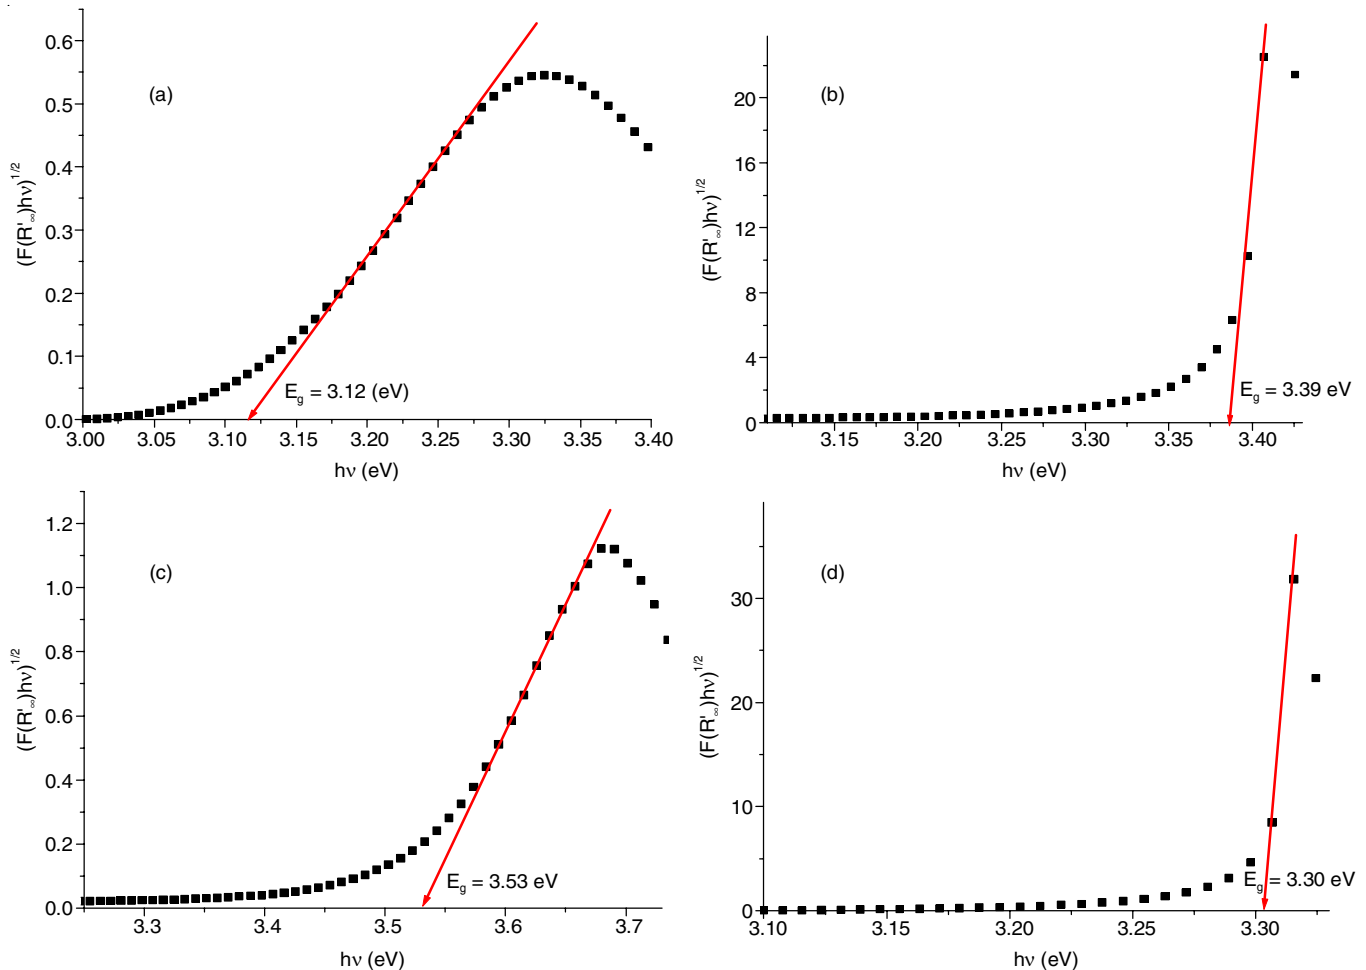 (a)
(F(R'∞)hν)^1/2
0.6
0.5
0.4
0.3
0.2
0.1
0.0
E_g = 3.12 (eV)
3.00 3.05 3.10 3.15 3.20 3.25 3.30 3.35 3.40
hν (eV)
(b)
(F(R'∞)hν)^1/2
20
16
12
8
4
0
E_g = 3.39 eV
3.15 3.20 3.25 3.30 3.35 3.40
hν (eV)
(c)
(F(R'∞)hν)^1/2
1.2
1.0
0.8
0.6
0.4
0.2
0.0
E_g = 3.53 eV
3.3 3.4 3.5 3.6 3.7
hν (eV)
(d)
(F(R'∞)hν)^1/2
30
20
10
0
E_g = 3.30 eV
3.10 3.15 3.20 3.25 3.30
hν (eV)